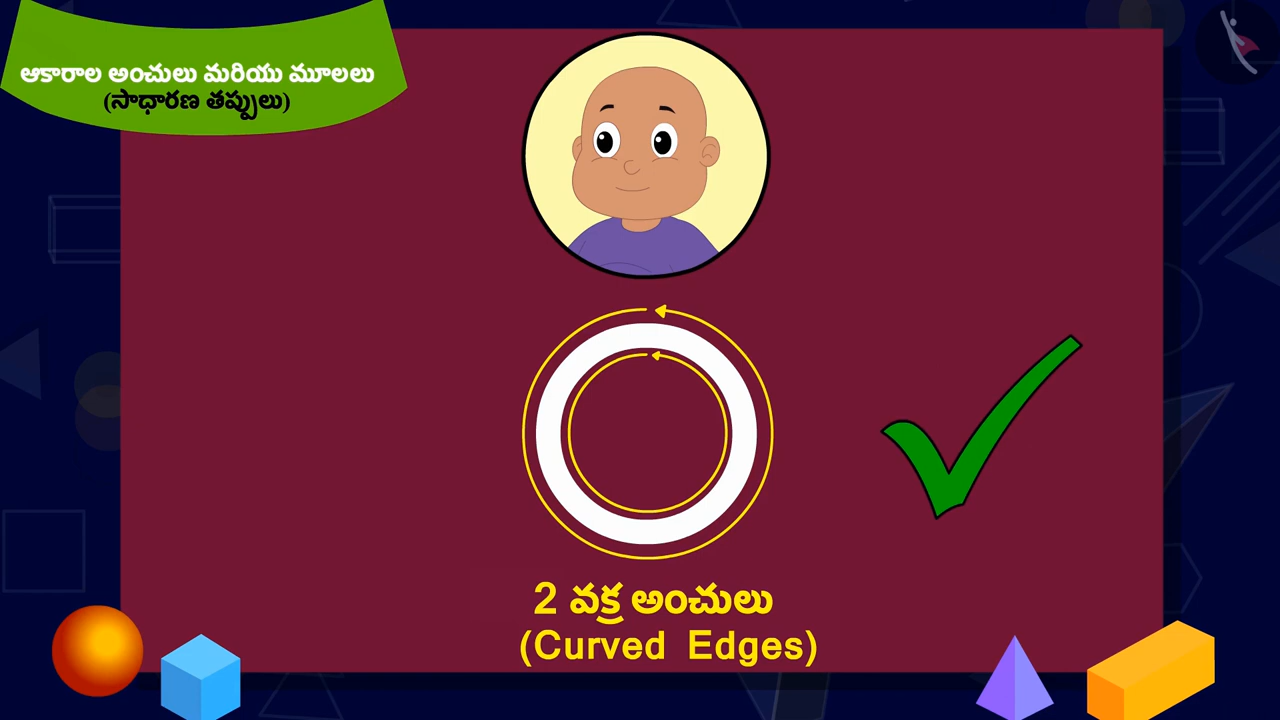 ఆకారాల అంచులు మరియు మూలలు
(సాధారణ తప్పులు)
2 వక్ర అంచులు
(Curved Edges)